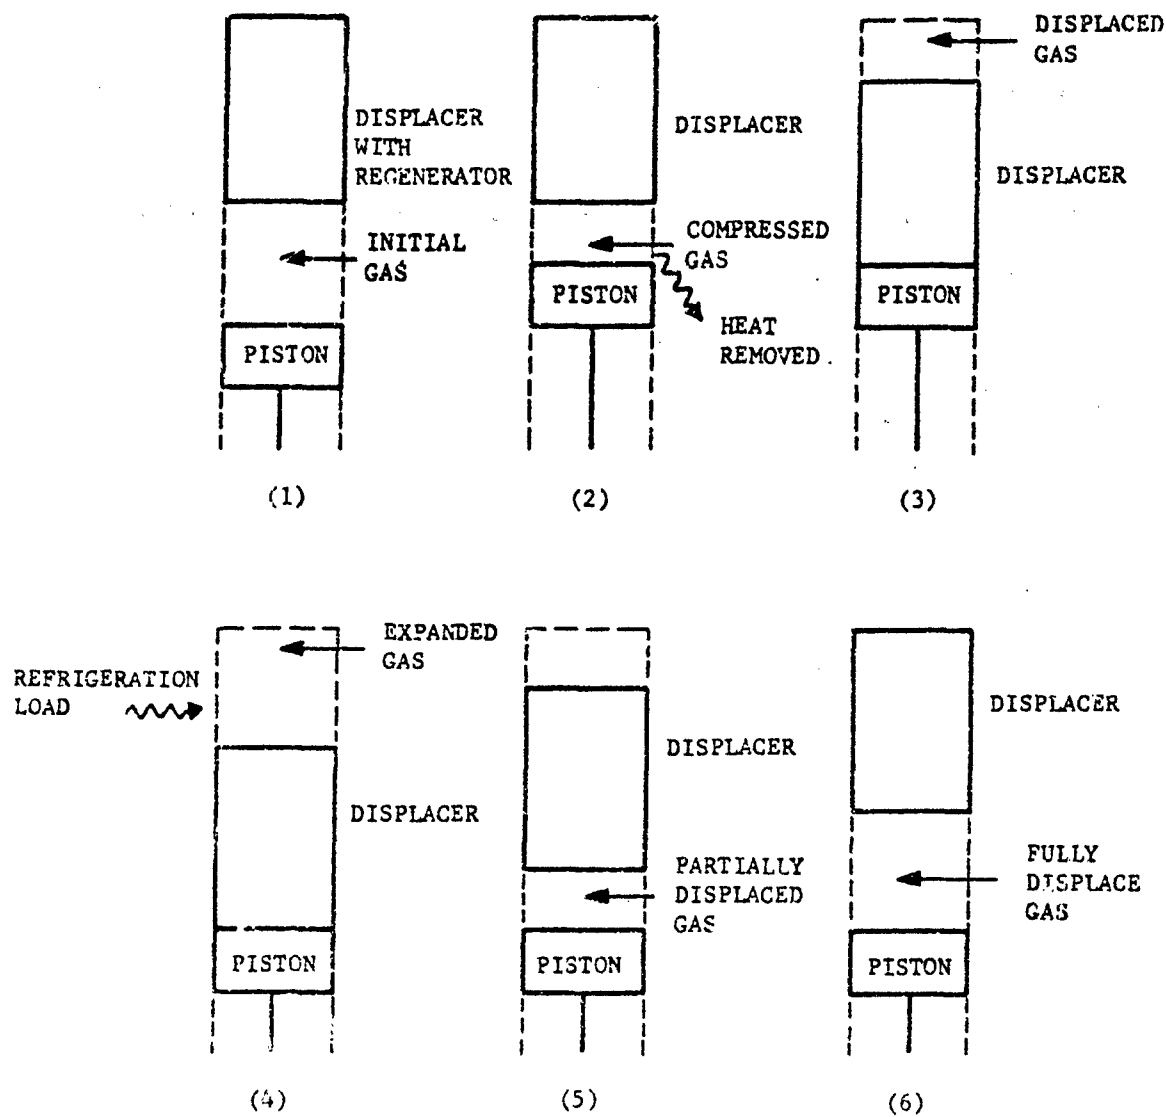 DISPLACER
WITH
REGENERATOR
INITIAL
GAS
PISTON
(1)
DISPLACER
COMPRESSED
GAS
PISTON
HEAT
REMOVED.
(2)
DISPLACED
GAS
DISPLACER
PISTON
(3)
EXPANDED
GAS
REFRIGERATION
LOAD
DISPLACER
PISTON
(4)
DISPLACER
PARTIALLY
DISPLACED
GAS
PISTON
(5)
DISPLACER
FULLY
DISPLACE
GAS
PISTON
(6)